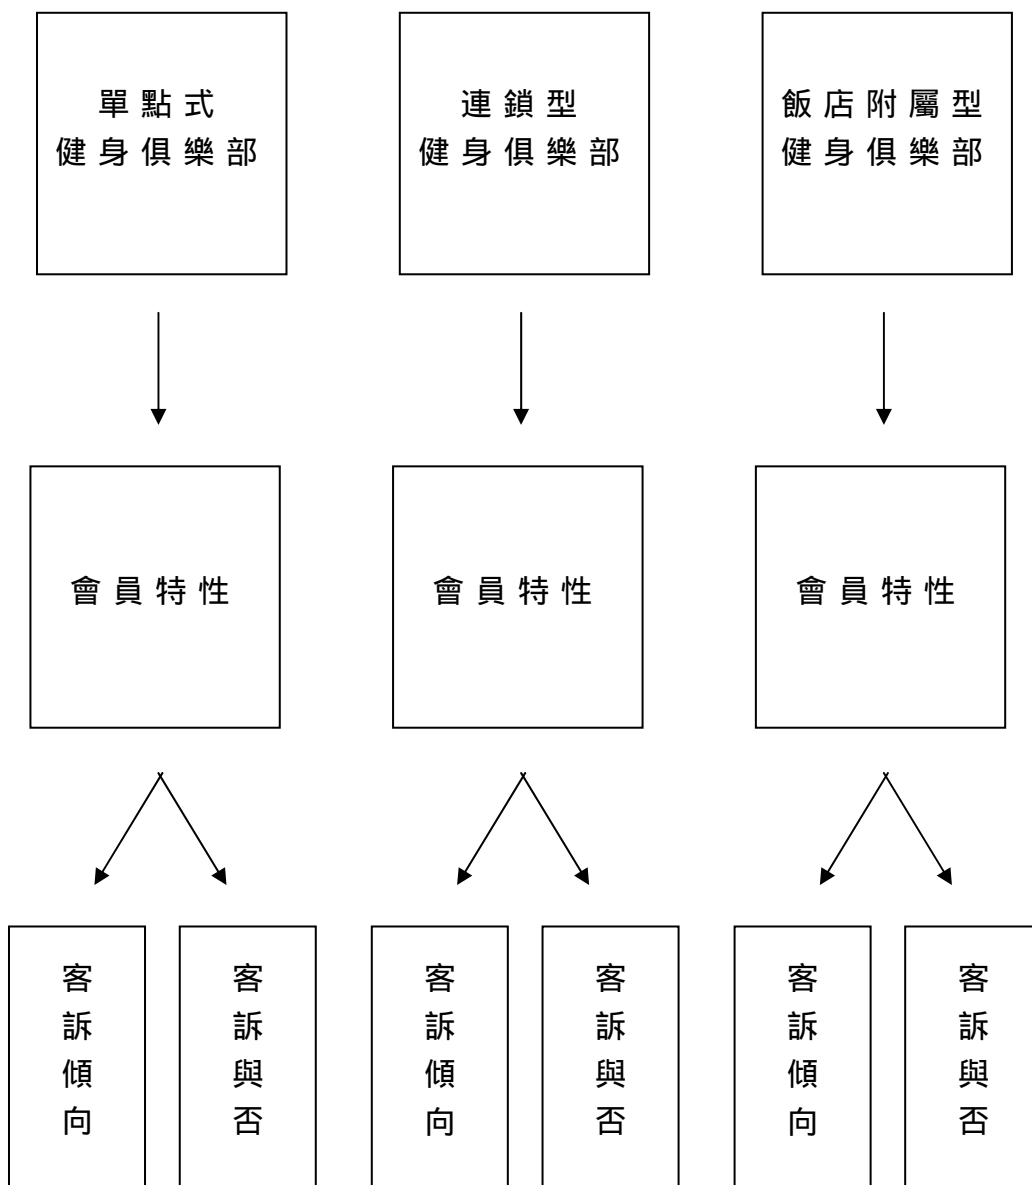 單點式
健身俱樂部
連鎖型
健身俱樂部
飯店附屬型
健身俱樂部
會員特性
會員特性
會員特性
客訴傾向
客訴與否
客訴傾向
客訴與否
客訴傾向
客訴與否